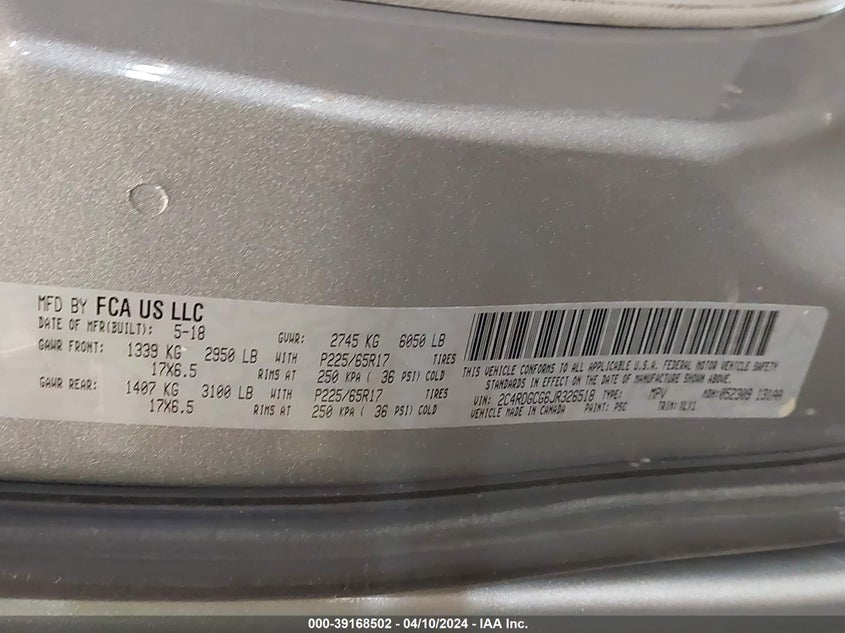 MFD BY FCA US LLC
DATE OF MFR(BUILT): 5-18 GVWR: 2745 KG 6050 LB
GAWR FRONT: 1339 KG 2950 LB WITH P225/65R17 TIRES
17X6.5 RIMS AT 250 KPA ( 36 PSI) COLD
GAWR REAR: 1407 KG 3100 LB WITH P225/65R17 TIRES
17X6.5 RIMS AT 250 KPA ( 36 PSI) COLD
THIS VEHICLE CONFORMS TO ALL APPLICABLE U.S.A. FEDERAL MOTOR VEHICLE SAFETY
STANDARDS IN EFFECT ON THE DATE OF MANUFACTURE SHOWN ABOVE.
VIN: 2C4RDGCG6JR326518 TYPE: MPV MDH:052309 131AA
VEHICLE MADE IN CANADA PAINT: PSC TRIM:
000-39168502 - 04/10/2024 - IAA Inc.